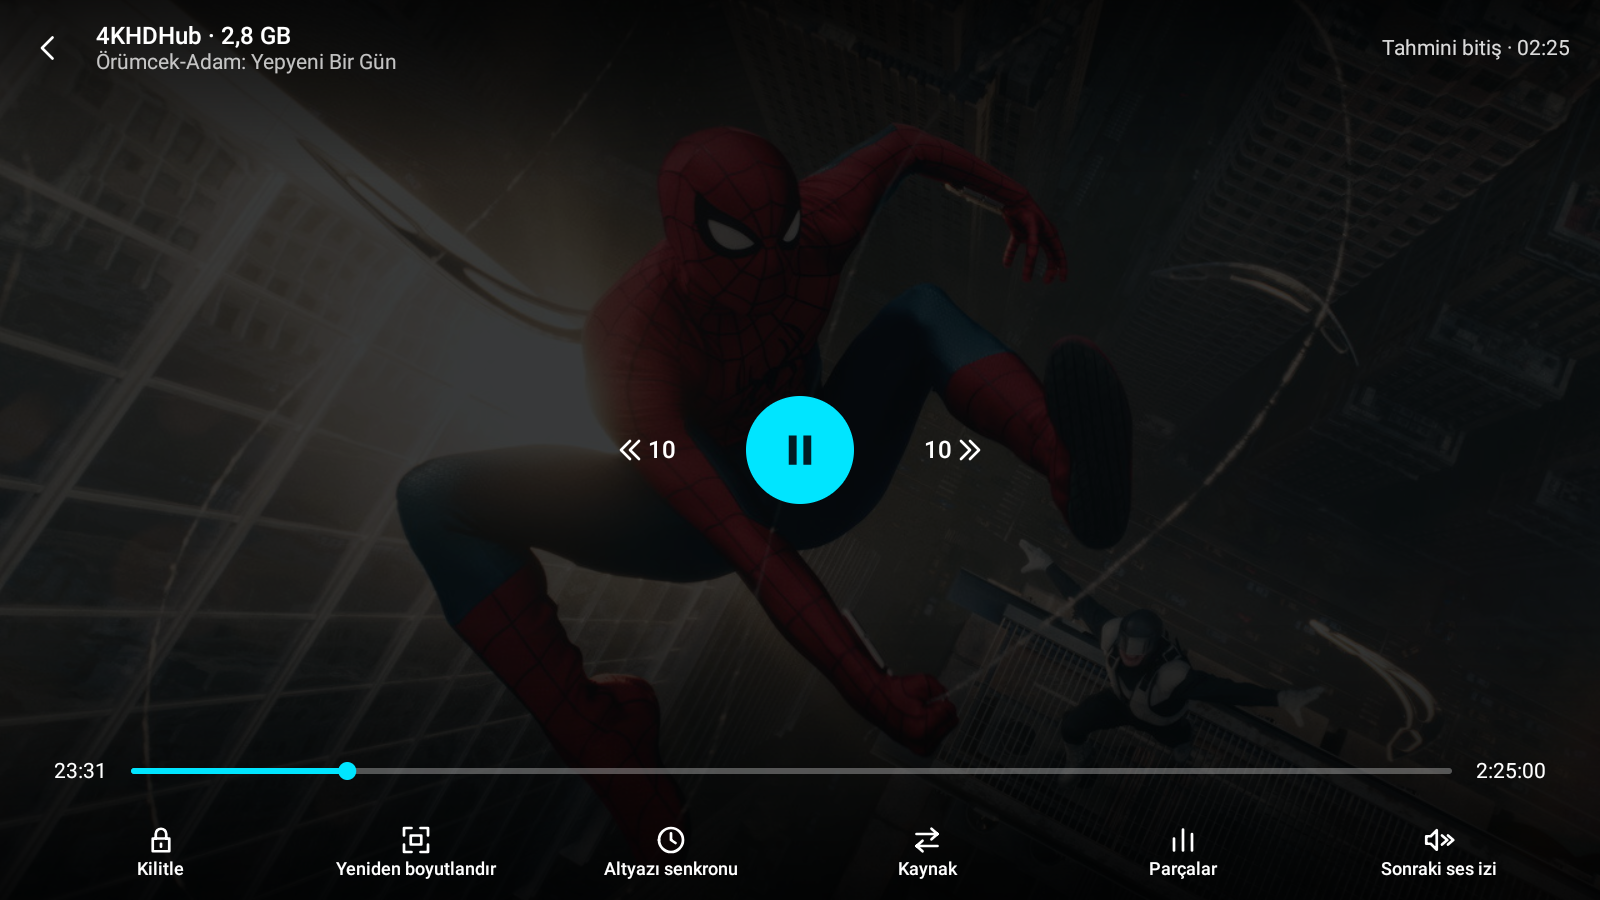 4KHDHub · 2,8 GB
Örümcek-Adam: Yepyeni Bir Gün
Tahmini bitiş · 02:25
10
10
23:31
2:25:00
Kilitle
Yeniden boyutlandır
Altyazı senkronu
Kaynak
Parçalar
Sonraki ses izi